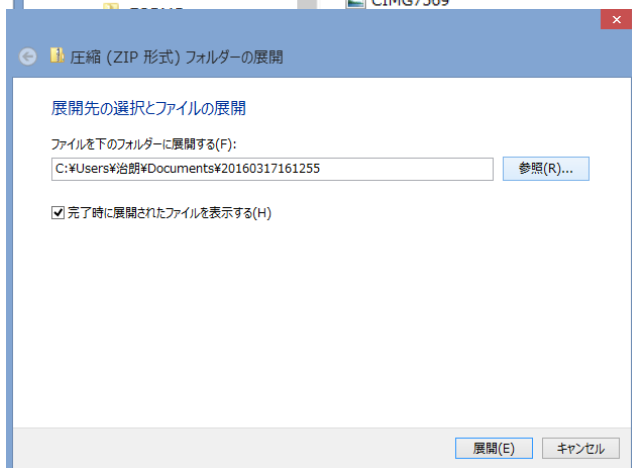 CIMG7569
圧縮 (ZIP 形式) フォルダーの展開
展開先の選択とファイルの展開
ファイルを下のフォルダーに展開する(F):
C:¥Users¥治朗¥Documents¥20160317161255
参照(R)...
完了時に展開されたファイルを表示する(H)
展開(E)
キャンセル